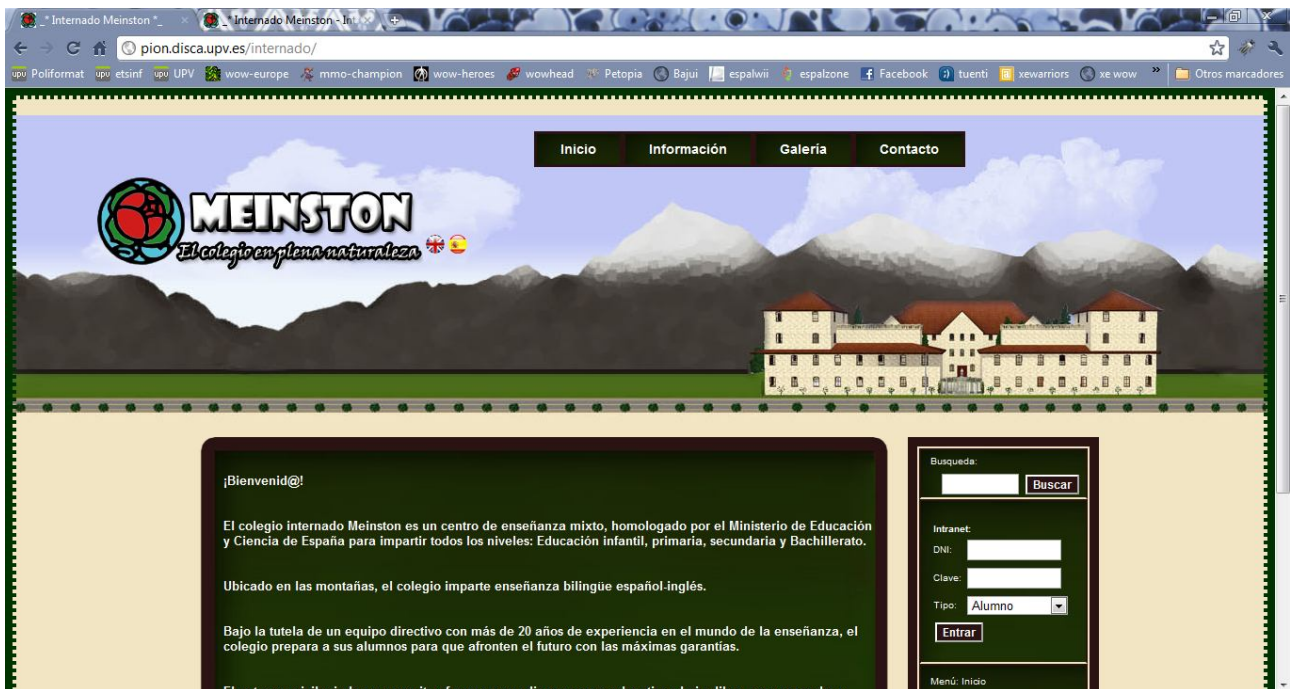 _* Internado Meinston *_
_* Internado Meinston - Int
pion.disca.upv.es/internado/
upv Poliformat upv etsinf upv UPV wow-europe mmo-champion wow-heroes wowhead Petopia Bajui espalwii espalzone Facebook tuenti xewarriors xe wow » Otros marcadores
Inicio Información Galería Contacto
MEINSTON
El colegio en plena naturaleza
¡Bienvenid@!
El colegio internado Meinston es un centro de enseñanza mixto, homologado por el Ministerio de Educación
y Ciencia de España para impartir todos los niveles: Educación infantil, primaria, secundaria y Bachillerato.
Ubicado en las montañas, el colegio imparte enseñanza bilingüe español-inglés.
Bajo la tutela de un equipo directivo con más de 20 años de experiencia en el mundo de la enseñanza, el
colegio prepara a sus alumnos para que afronten el futuro con las máximas garantías.
Busqueda:
Buscar
Intranet:
DNI:
Clave:
Tipo: Alumno
Entrar
Menú: Inicio